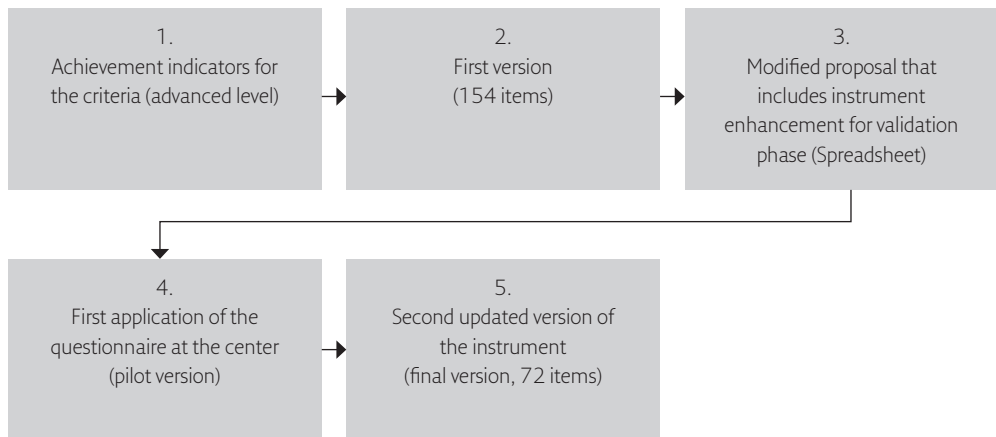 1.
Achievement indicators for
the criteria (advanced level)
2.
First version
(154 items)
3.
Modified proposal that
includes instrument
enhancement for validation
phase (Spreadsheet)
4.
First application of the
questionnaire at the center
(pilot version)
5.
Second updated version of
the instrument
(final version, 72 items)